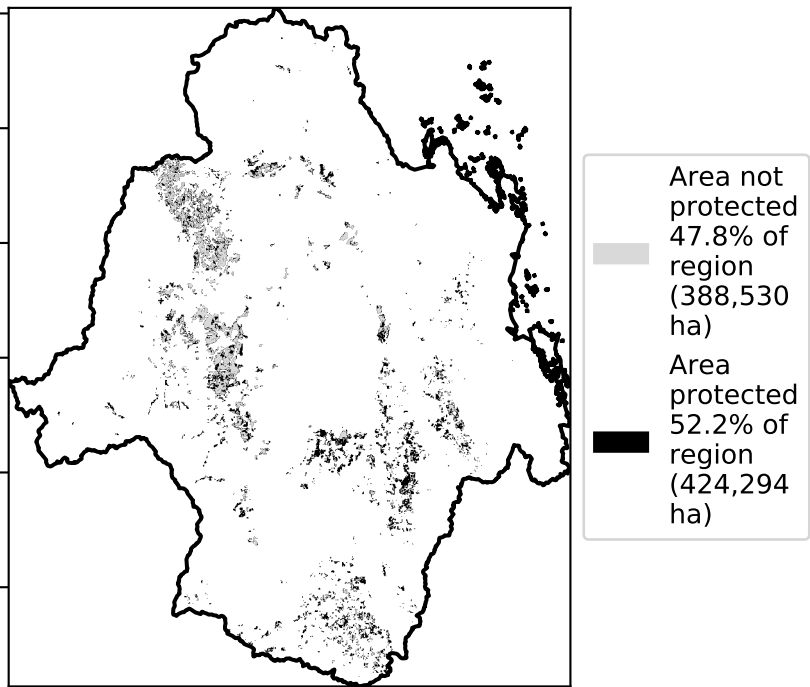 Area not
protected
47.8% of
region
(388,530
ha)
Area
protected
52.2% of
region
(424,294
ha)